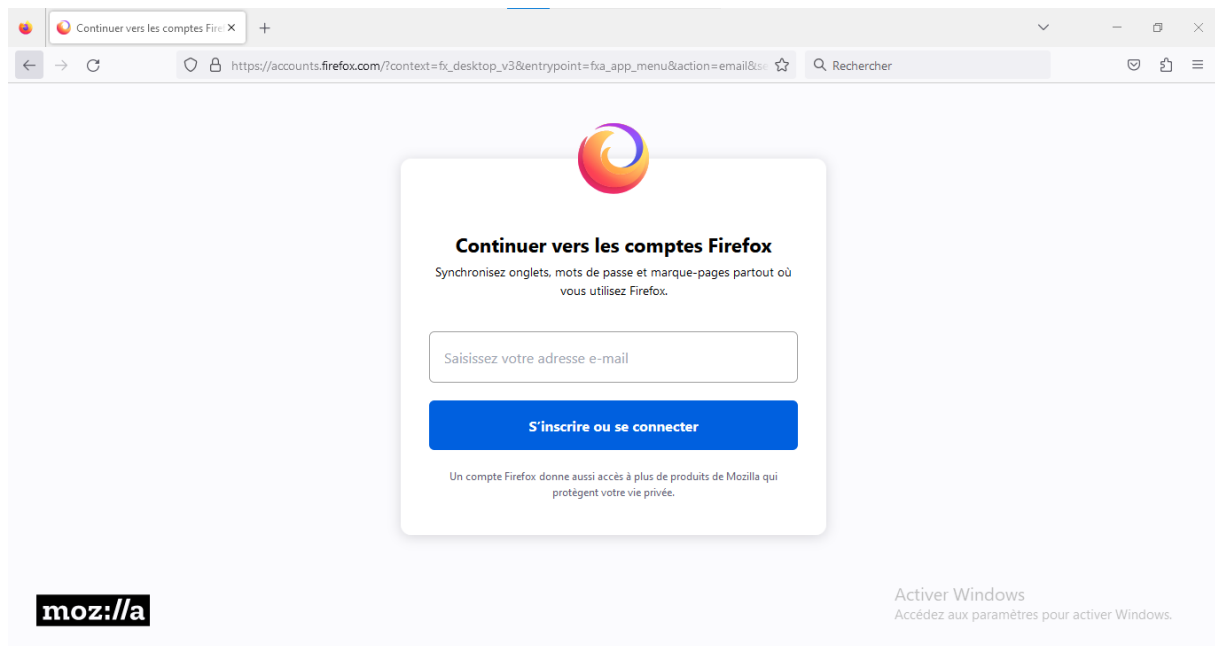 Continuer vers les comptes Fire
https://accounts.firefox.com/?context=fx_desktop_v3&entrypoint=fxa_app_menu&action=email&se
Rechercher
Continuer vers les comptes Firefox
Synchronisez onglets, mots de passe et marque-pages partout où
vous utilisez Firefox.
Saisissez votre adresse e-mail
S'inscrire ou se connecter
Un compte Firefox donne aussi accès à plus de produits de Mozilla qui
protègent votre vie privée.
moz://a
Activer Windows
Accédez aux paramètres pour activer Windows.